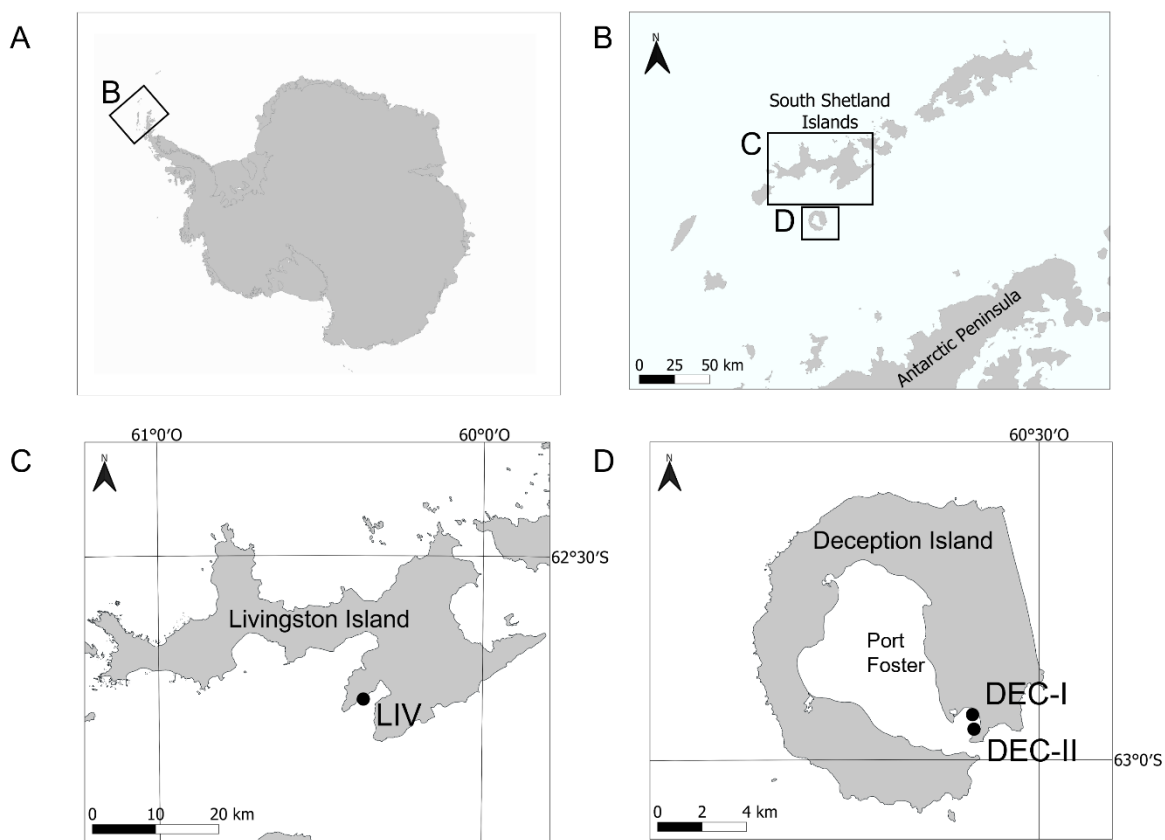 A
B
B
N
South Shetland
Islands
C
D
Antarctic Peninsula
0 25 50 km
C
61°0′O 60°0′O
N
62°30′S
Livingston Island
LIV
0 10 20 km
D
60°30′O
N
Deception Island
Port
Foster
DEC-I
DEC-II
63°0′S
0 2 4 km